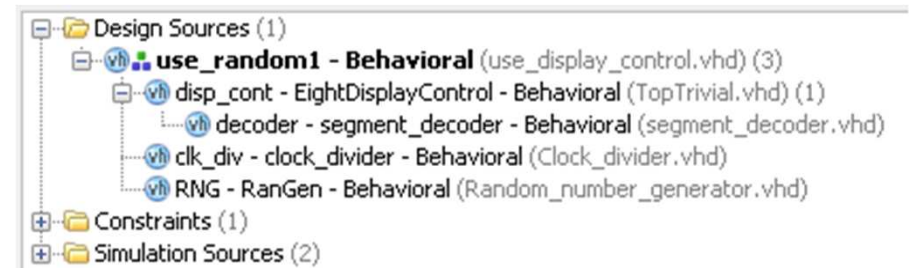 Design Sources (1)
use_random1 - Behavioral (use_display_control.vhd) (3)
disp_cont - EightDisplayControl - Behavioral (TopTrivial.vhd) (1)
decoder - segment_decoder - Behavioral (segment_decoder.vhd)
clk_div - clock_divider - Behavioral (Clock_divider.vhd)
RNG - RanGen - Behavioral (Random_number_generator.vhd)
Constraints (1)
Simulation Sources (2)